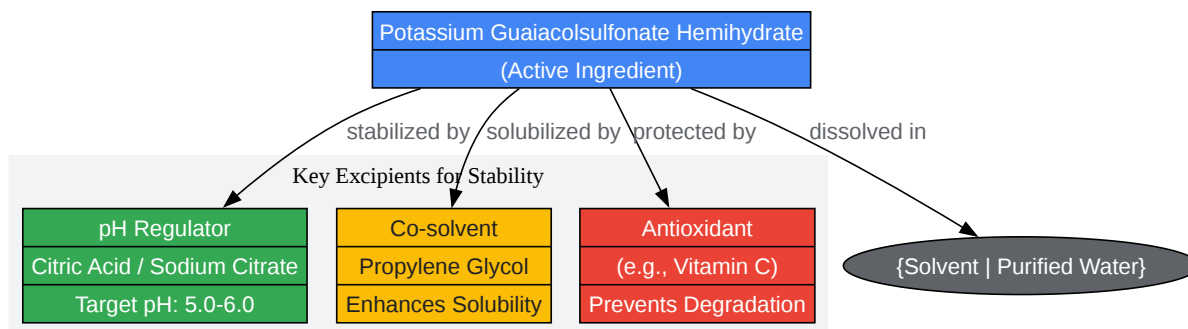 Potassium Guaiacolsulfonate Hemihydrate
(Active Ingredient)
stabilized by
solubilized by
protected by
dissolved in
Key Excipients for Stability
pH Regulator
Citric Acid / Sodium Citrate
Target pH: 5.0-6.0
Co-solvent
Propylene Glycol
Enhances Solubility
Antioxidant
(e.g., Vitamin C)
Prevents Degradation
{Solvent | Purified Water}